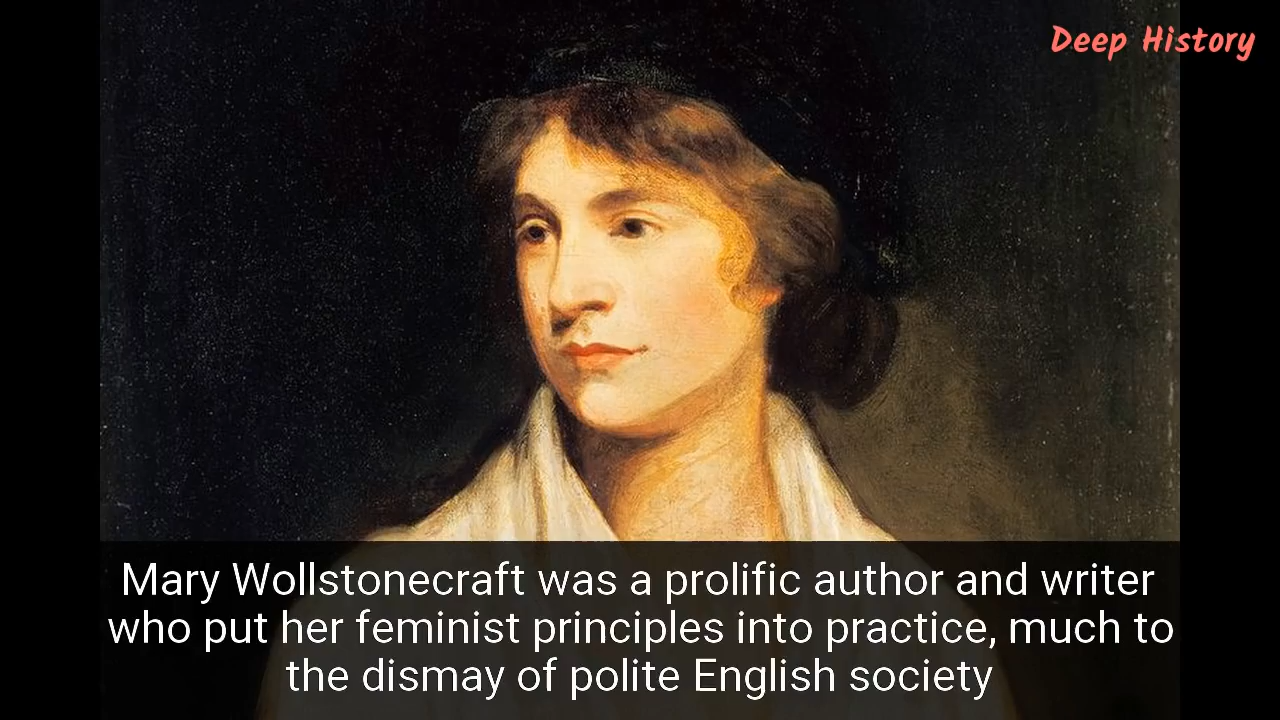 Deep History
Mary Wollstonecraft was a prolific author and writer
who put her feminist principles into practice, much to
the dismay of polite English society